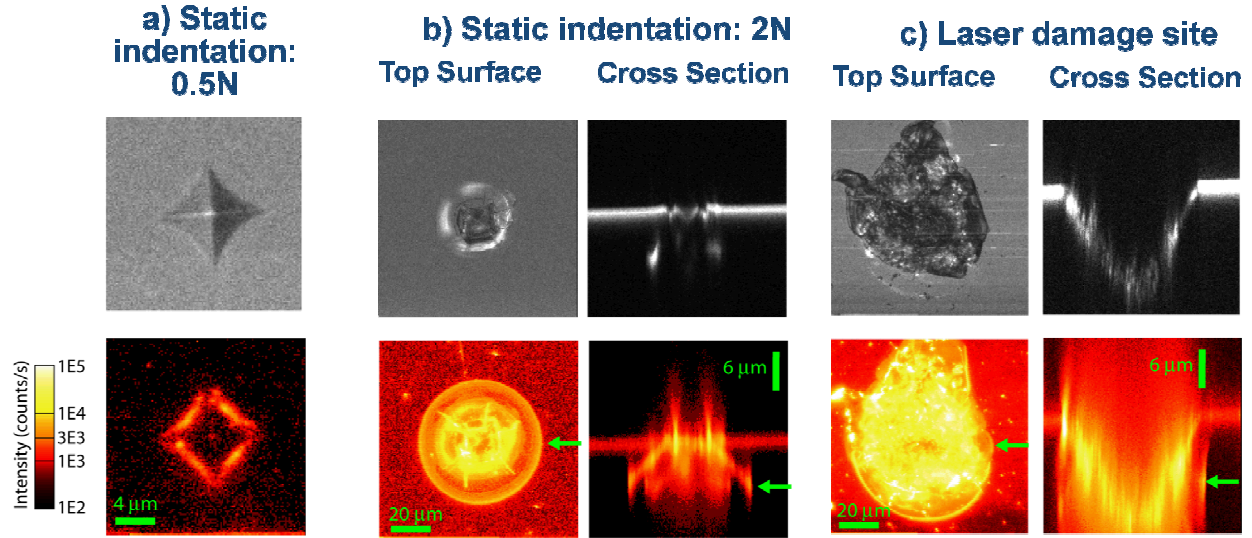 a) Static
indentation:
0.5N
b) Static indentation: 2N
Top Surface
Cross Section
c) Laser damage site
Top Surface
Cross Section
Intensity (counts/s)
1E5
1E4
3E3
1E3
1E2
4 µm
20 µm
6 µm
20 µm
6 µm